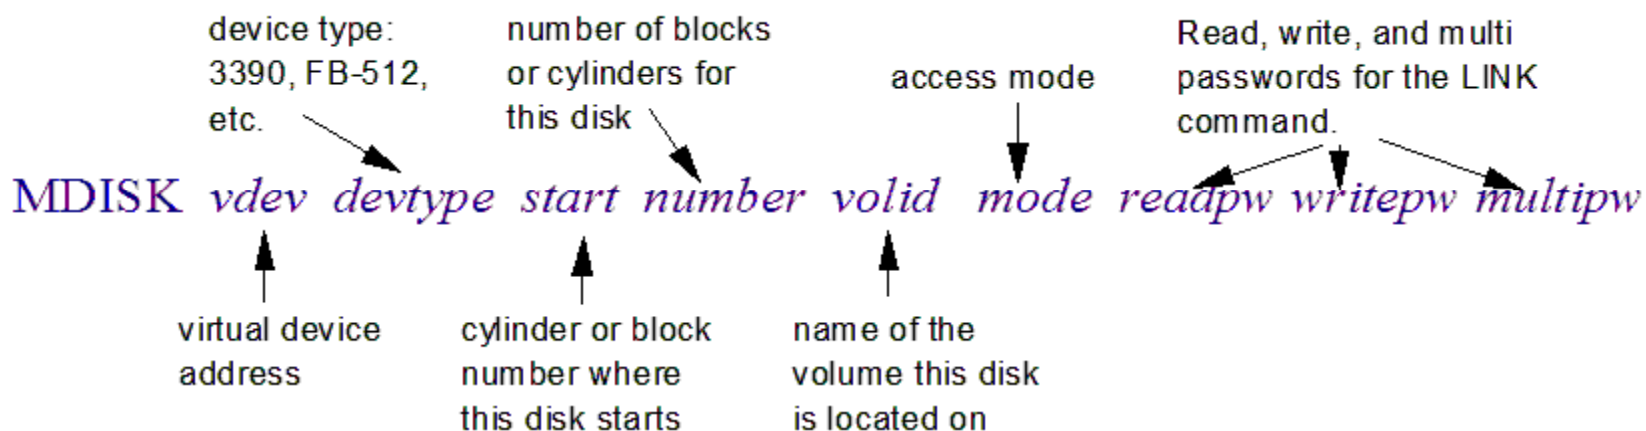 device type:
3390, FB-512,
etc.
number of blocks
or cylinders for
this disk
access mode
Read, write, and multi
passwords for the LINK
command.
MDISK vdev devtype start number volid mode readpw writepw multipw
virtual device
address
cylinder or block
number where
this disk starts
name of the
volume this disk
is located on